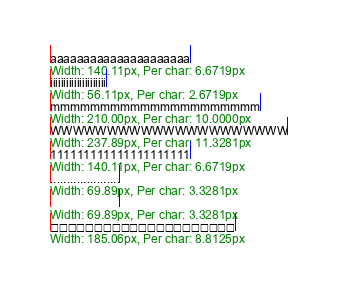 aaaaaaaaaaaaaaaaaaaaa
Width: 140.11px, Per char: 6.6719px
iiiiiiiiiiiiiiiiiiiii
Width: 56.11px, Per char: 2.6719px
mmmmmmmmmmmmmmmmmmmmm
Width: 210.00px, Per char: 10.0000px
WWWWWWWWWWWWWWWWWWWWW
Width: 237.89px, Per char: 11.3281px
111111111111111111111
Width: 140.11px, Per char: 6.6719px
.....................
Width: 69.89px, Per char: 3.3281px
Width: 69.89px, Per char: 3.3281px
□□□□□□□□□□□□□□□□□□□□□
Width: 185.06px, Per char: 8.8125px